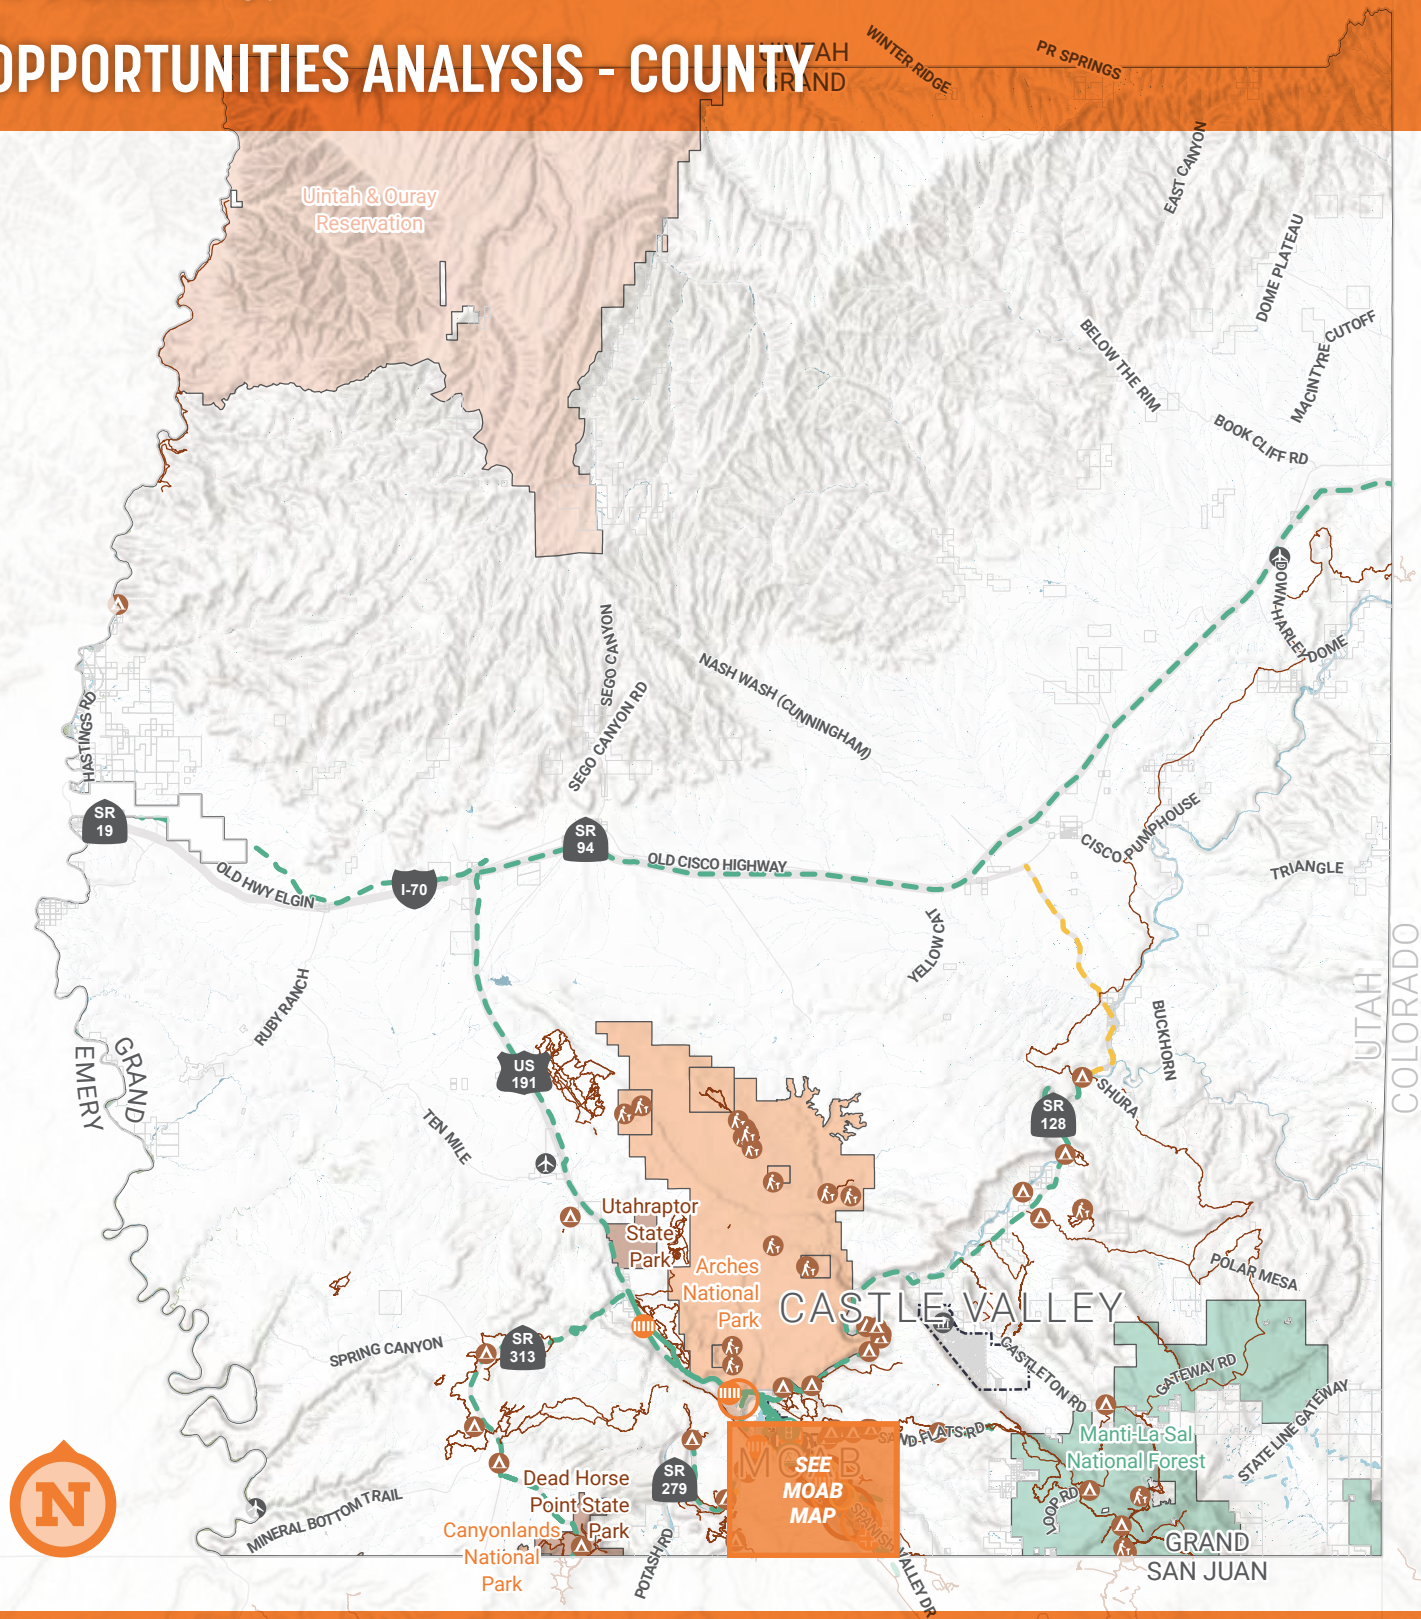 OPPORTUNITIES ANALYSIS - COUNTY
UINTAH
GRAND
WINTER RIDGE
PR SPRINGS
EAST CANYON
Uintah & Ouray
Reservation
DOME PLATEAU
BELOW THE RIM
MACINTYRE CUTOFF
BOOK CLIFF RD
DOWN-HARLEY DOME
SEGO CANYON
SEGO CANYON RD
NASH WASH (CUNNINGHAM)
HASTINGS RD
SR
19
SR
94
OLD CISCO HIGHWAY
CISCO PUMPHOUSE
TRIANGLE
OLD HWY ELGIN
I-70
YELLOW CAT
RUBY RANCH
BUCKHORN
UTAH
COLORADO
GRAND
EMERY
US
191
TEN MILE
SHURA
SR
128
Utahraptor
State
Park
Arches
National
Park
POLAR MESA
CASTLE VALLEY
SPRING CANYON
SR
313
CASTLETON RD
GATEWAY RD
STATE LINE GATEWAY
SAND FLATS RD
Manti-La Sal
National Forest
MOAB
SEE
MOAB
MAP
SR
279
Dead Horse
Point State
Park
LOOP RD
N
MINERAL BOTTOM TRAIL
Canyonlands
National
Park
POTASH RD
SPANISH VALLEY DR
GRAND
SAN JUAN